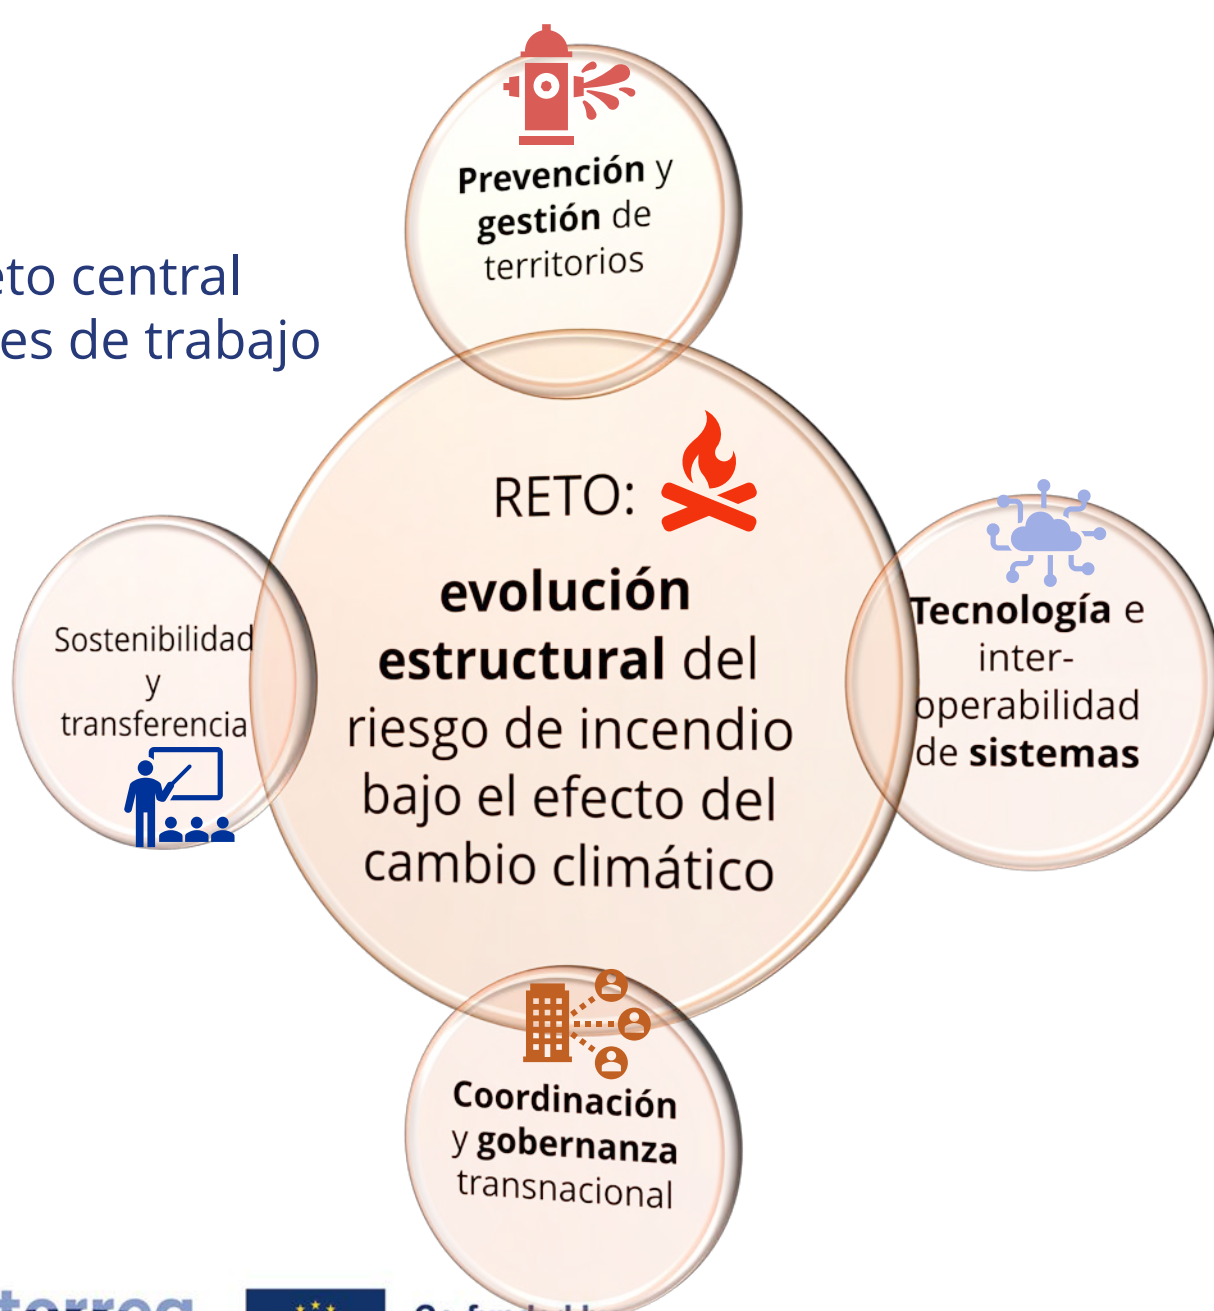 Prevención y
gestión de
territorios
eto central
es de trabajo
RETO:
evolución
estructural del
riesgo de incendio
bajo el efecto del
cambio climático
Sostenibilidad
y
transferencia
Tecnología e
inter-
operabilidad
de sistemas
Coordinación
y gobernanza
transnacional